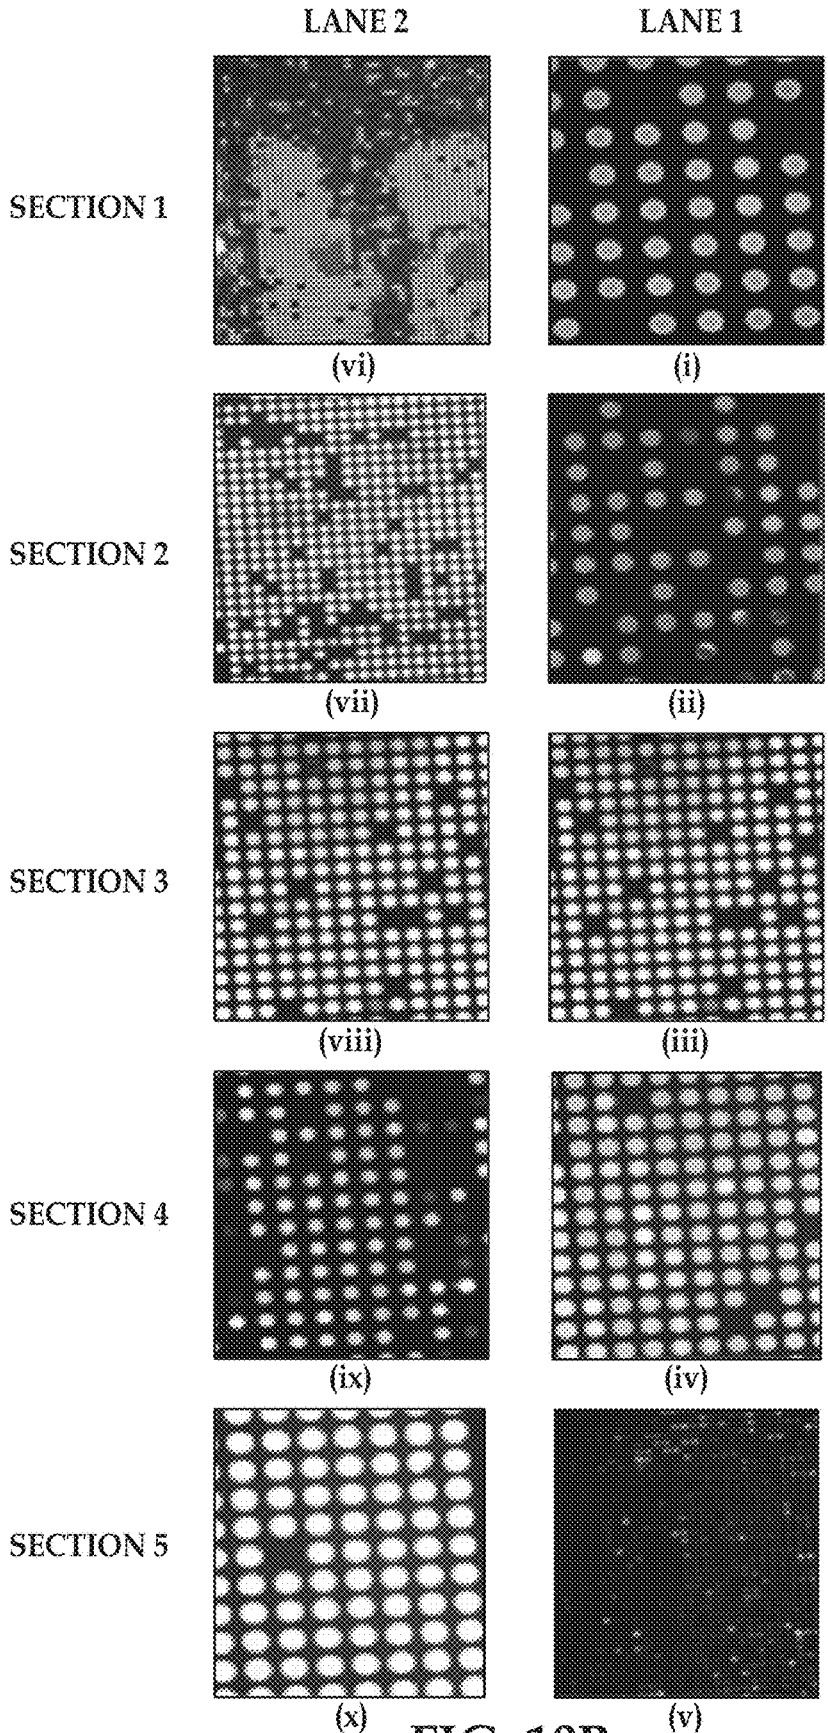 LANE 2 LANE 1
SECTION 1
(vi) (i)
SECTION 2
(vii) (ii)
SECTION 3
(viii) (iii)
SECTION 4
(ix) (iv)
SECTION 5
(x) (v)